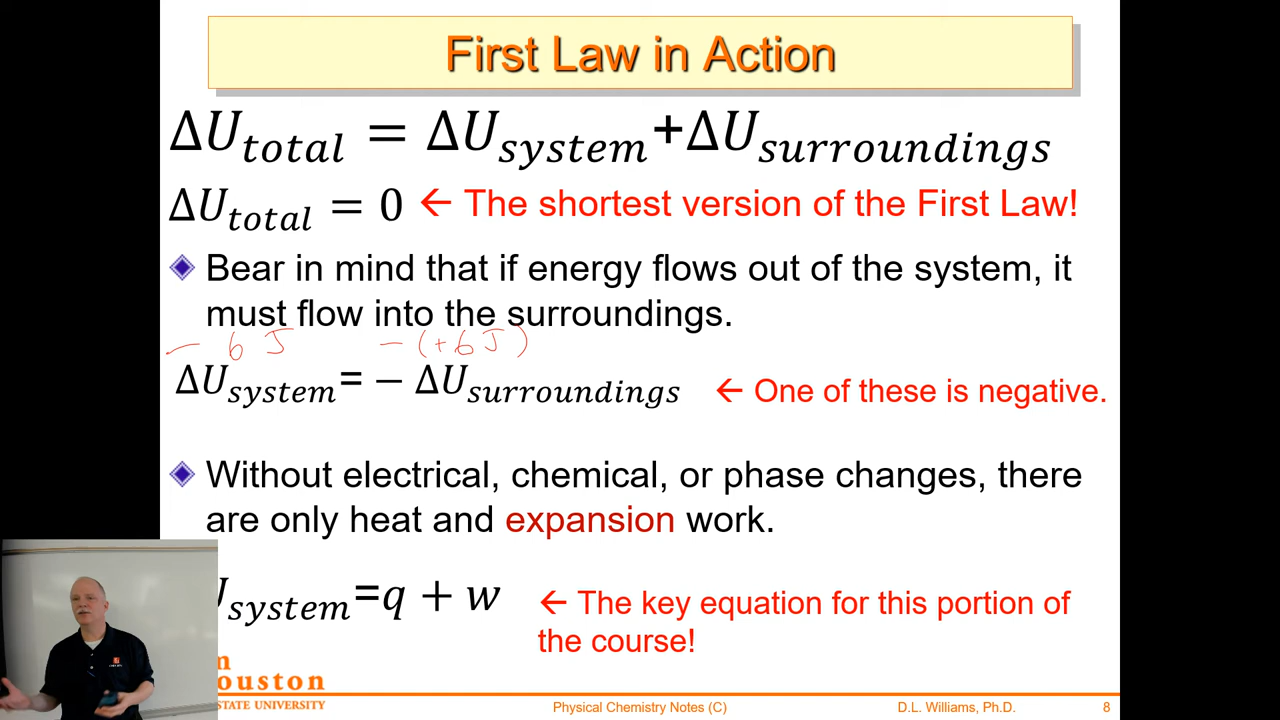 First Law in Action
Δ𝑈ₜₒₜₐₗ = Δ𝑈_system+Δ𝑈_surroundings
Δ𝑈_total = 0 ← The shortest version of the First Law!
Bear in mind that if energy flows out of the system, it
must flow into the surroundings.
- 6 J - (+6 J)
Δ𝑈_system= − Δ𝑈_surroundings ← One of these is negative.
Without electrical, chemical, or phase changes, there
are only heat and expansion work.
𝑈_system=q + w ← The key equation for this portion of
the course!
n
ouston
STATE UNIVERSITY
Physical Chemistry Notes (C) D.L. Williams, Ph.D. 8